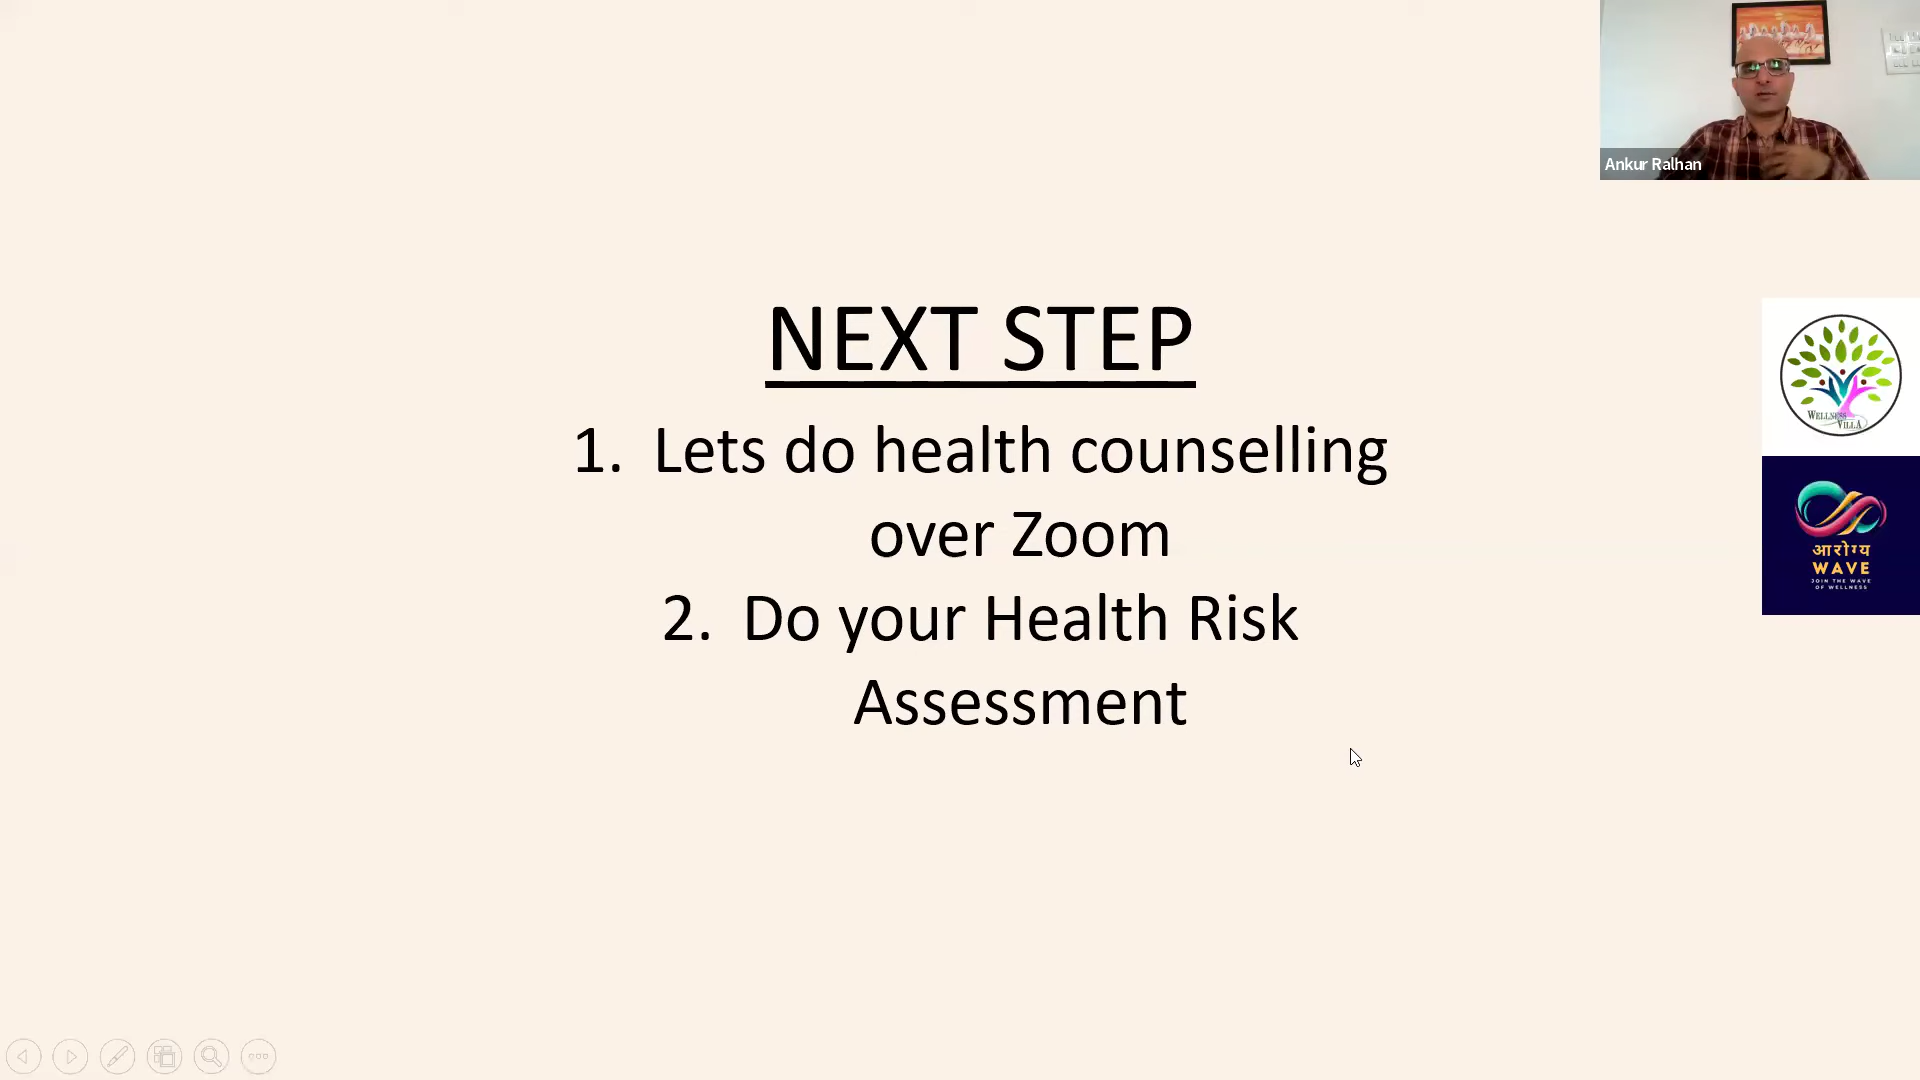 Ankur Ralhan
NEXT STEP
1. Lets do health counselling
over Zoom
2. Do your Health Risk
Assessment
WELLNESS
VILLA
आरोग्य
WAVE
JOIN THE WAVE
OF WELLNESS